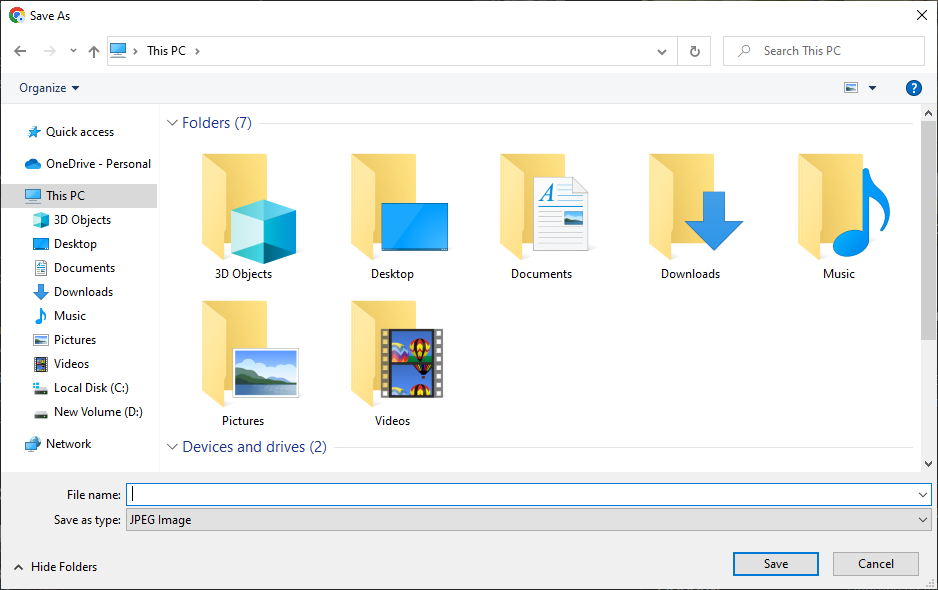 Save As
This PC
Search This PC
Organize
?
Quick access
OneDrive - Personal
This PC
3D Objects
Desktop
Documents
Downloads
Music
Pictures
Videos
Local Disk (C:)
New Volume (D:)
Network
Folders (7)
3D Objects Desktop Documents Downloads Music
Pictures Videos
Devices and drives (2)
File name:
Save as type: JPEG Image
Hide Folders
Save Cancel